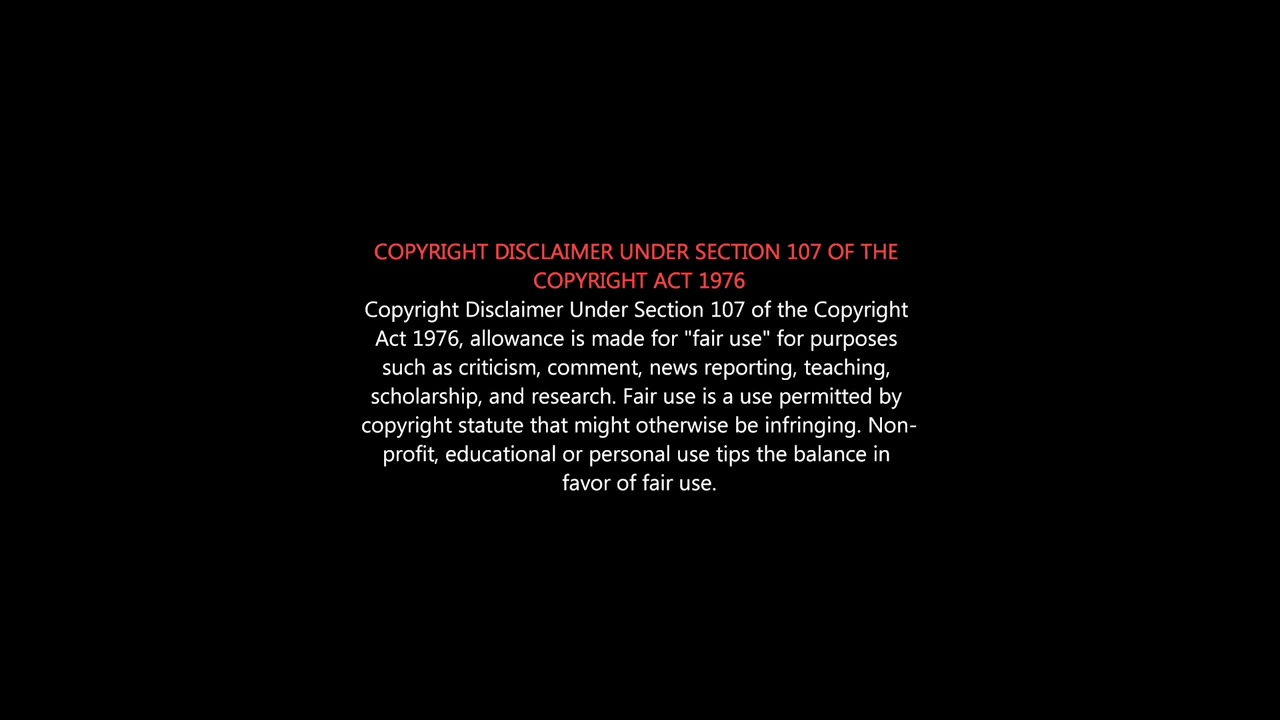 COPYRIGHT DISCLAIMER UNDER SECTION 107 OF THE
COPYRIGHT ACT 1976
Copyright Disclaimer Under Section 107 of the Copyright
Act 1976, allowance is made for "fair use" for purposes
such as criticism, comment, news reporting, teaching,
scholarship, and research. Fair use is a use permitted by
copyright statute that might otherwise be infringing. Non-
profit, educational or personal use tips the balance in
favor of fair use.